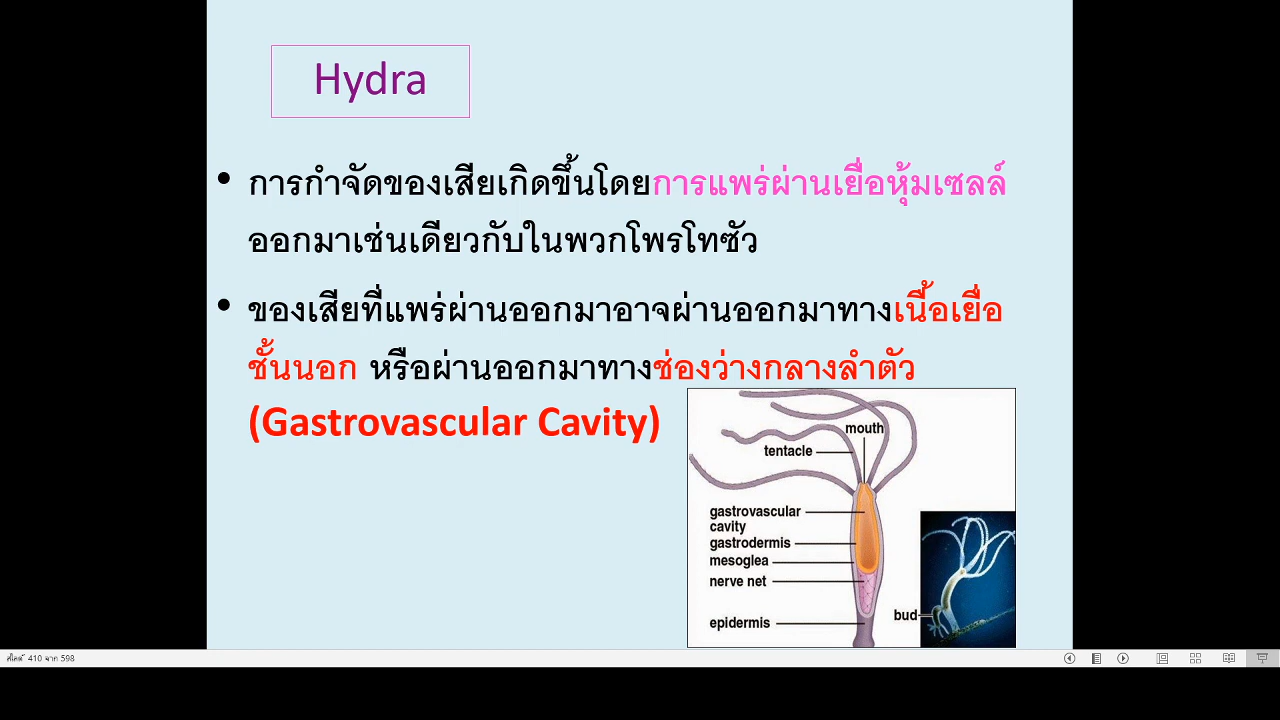 Hydra
• การกำจัดของเสียเกิดขึ้นโดยการแพร่ผ่านเยื่อหุ้มเซลล์
ออกมาเช่นเดียวกับในพวกโพรโทซัว
• ของเสียที่แพร่ผ่านออกมาอาจผ่านออกมาทางเนื้อเยื่อ
ชั้นนอก หรือผ่านออกมาทางช่องว่างกลางลำตัว
(Gastrovascular Cavity)
mouth
tentacle
gastrovascular
cavity
gastrodermis
mesoglea
nerve net
bud
epidermis
สไลด์ 410 จาก 598